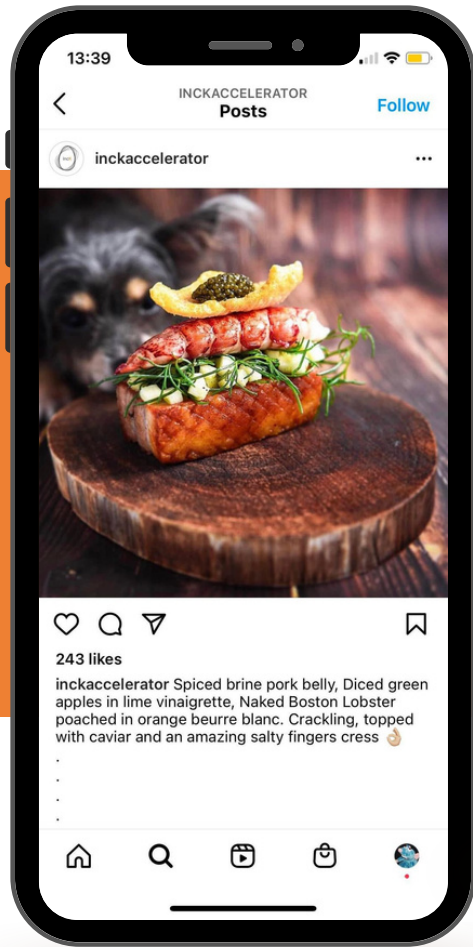 13:39
INCKACCELERATOR
Posts
Follow
inckaccelerator
243 likes
inckaccelerator Spiced brine pork belly, Diced green
apples in lime vinaigrette, Naked Boston Lobster
poached in orange beurre blanc. Crackling, topped
with caviar and an amazing salty fingers cress 👌🏼
.
.
.
.